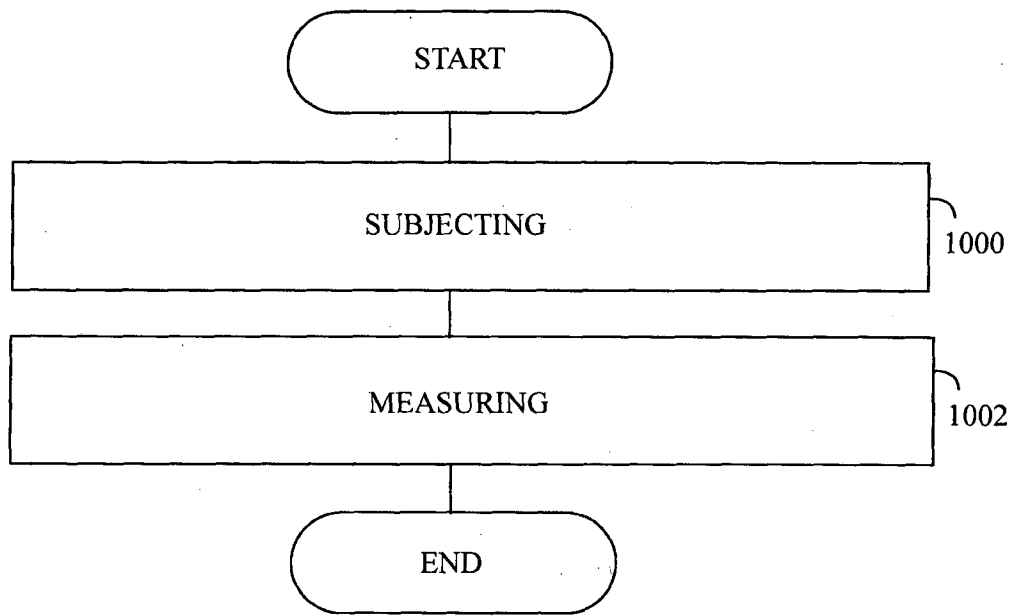 START
SUBJECTING
1000
MEASURING
1002
END